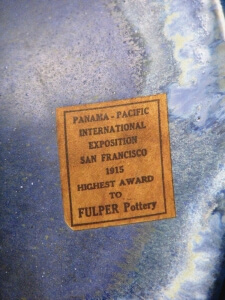 PANAMA - PACIFIC
INTERNATIONAL
EXPOSITION
SAN FRANCISCO
1915
HIGHEST AWARD
TO
FULPER Pottery